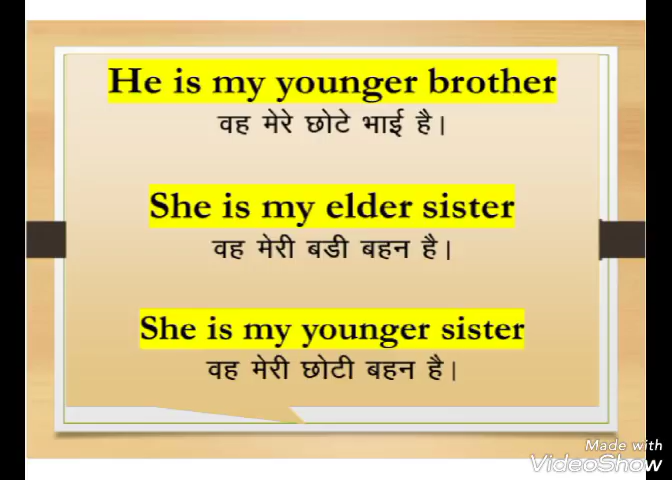 He is my younger brother
वह मेरे छोटे भाई है।
She is my elder sister
वह मेरी बडी बहन है।
She is my younger sister
वह मेरी छोटी बहन है।
Made with
VideoShow